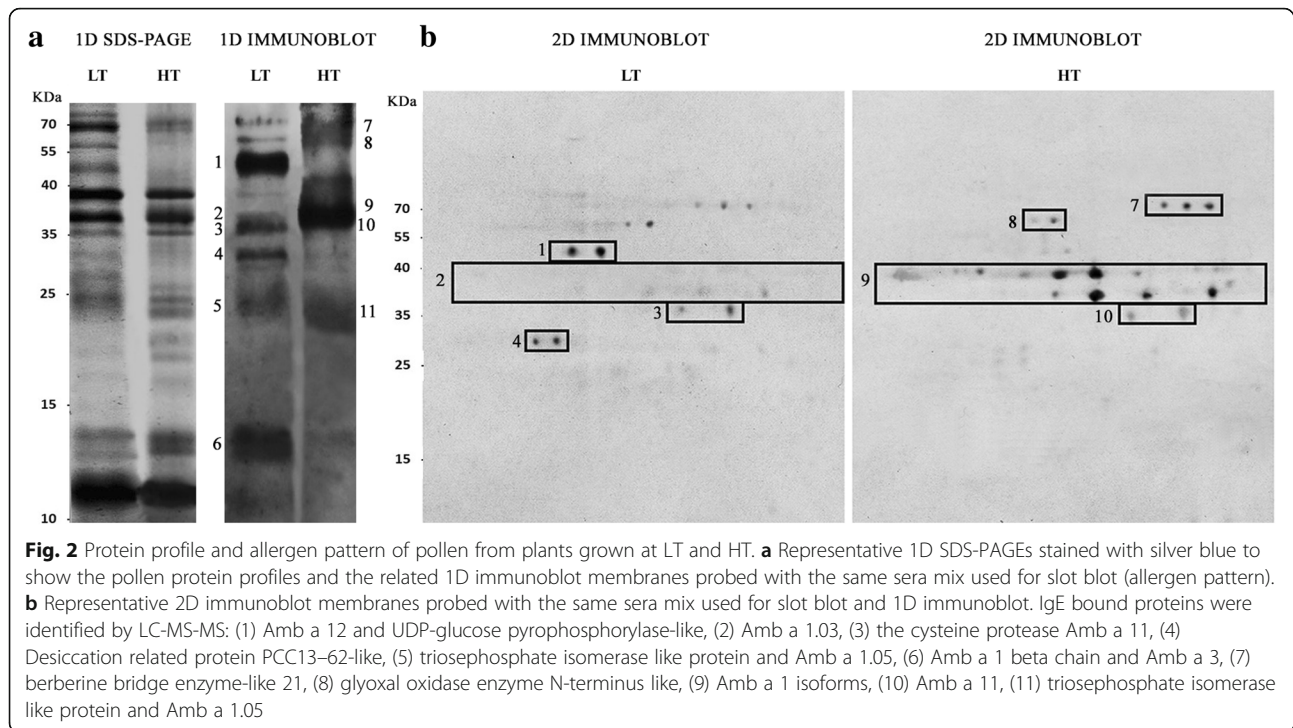 a 1D SDS-PAGE 1D IMMUNOBLOT b 2D IMMUNOBLOT 2D IMMUNOBLOT
LT HT LT HT LT HT
KDa
70
55
40
35
25
15
10
1
2
3
4
5
6
7
8
9
10
11
KDa
70
55
40
35
25
15
1
2
3
4
7
8
9
10
Fig. 2 Protein profile and allergen pattern of pollen from plants grown at LT and HT. a Representative 1D SDS-PAGEs stained with silver blue to
show the pollen protein profiles and the related 1D immunoblot membranes probed with the same sera mix used for slot blot (allergen pattern).
b Representative 2D immunoblot membranes probed with the same sera mix used for slot blot and 1D immunoblot. IgE bound proteins were
identified by LC-MS-MS: (1) Amb a 12 and UDP-glucose pyrophosphorylase-like, (2) Amb a 1.03, (3) the cysteine protease Amb a 11, (4)
Desiccation related protein PCC13–62-like, (5) triosephosphate isomerase like protein and Amb a 1.05, (6) Amb a 1 beta chain and Amb a 3, (7)
berberine bridge enzyme-like 21, (8) glyoxal oxidase enzyme N-terminus like, (9) Amb a 1 isoforms, (10) Amb a 11, (11) triosephosphate isomerase
like protein and Amb a 1.05